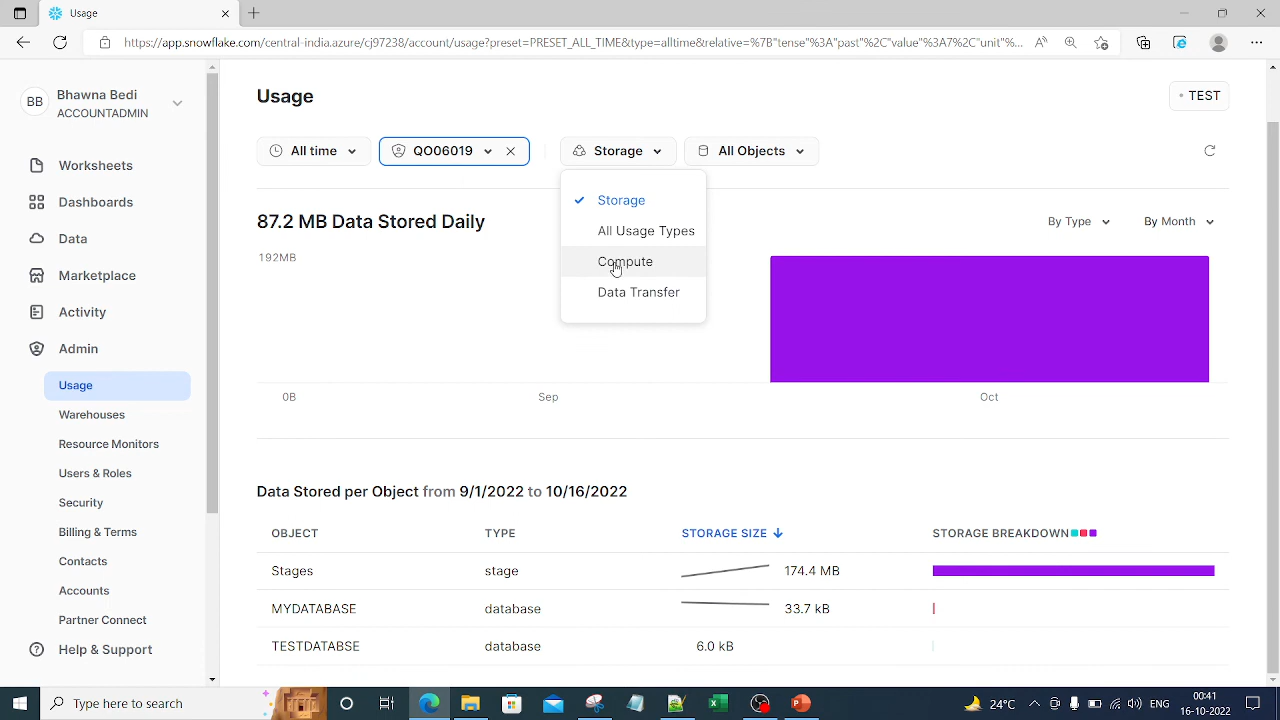 Usage
https://app.snowflake.com/central-india.azure/cj97238/account/usage?preset=PRESET_ALL_TIME&type=alltime&relative=%7B"tense"%3A"past"%2C"value"%3A7%2C"unit"%...
BB
Bhawna Bedi
ACCOUNTADMIN
Worksheets
Dashboards
Data
Marketplace
Activity
Admin
Usage
Warehouses
Resource Monitors
Users & Roles
Security
Billing & Terms
Contacts
Accounts
Partner Connect
Help & Support
Usage
TEST
All time
QO06019
Storage
All Objects
Storage
All Usage Types
Compute
Data Transfer
87.2 MB Data Stored Daily
By Type
By Month
192MB
0B
Sep
Oct
Data Stored per Object from 9/1/2022 to 10/16/2022
OBJECT TYPE STORAGE SIZE STORAGE BREAKDOWN
Stages stage 174.4 MB
MYDATABASE database 33.7 kB
TESTDATABSE database 6.0 kB
Type here to search
29°C
ENG
00:41
16-10-2022